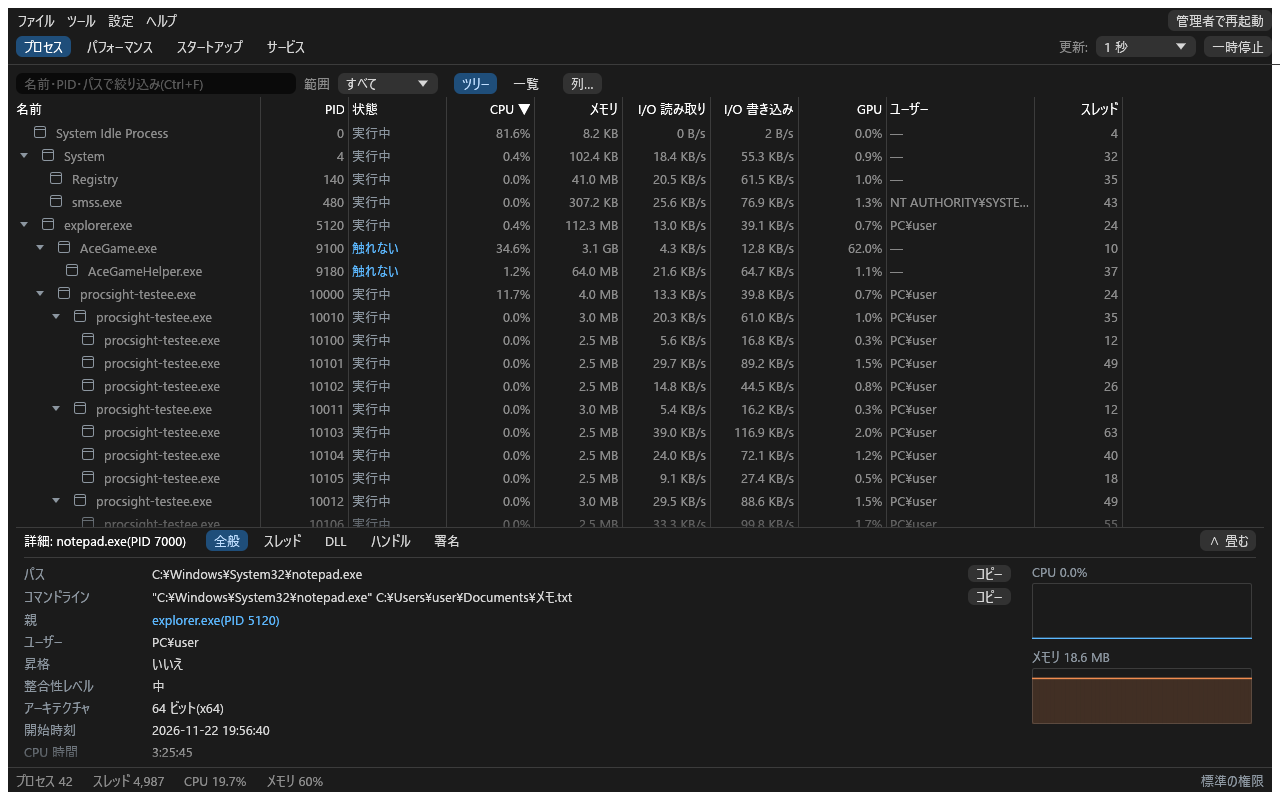 ファイル ツール 設定 ヘルプ 管理者で再起動
プロセス パフォーマンス スタートアップ サービス 更新: 1 秒 一時停止
名前・PID・パスで絞り込み(Ctrl+F) 範囲 すべて ツリー 一覧 列...
名前 PID 状態 CPU ▼ メモリ I/O 読み取り I/O 書き込み GPU ユーザー スレッド
System Idle Process 0 実行中 81.6% 8.2 KB 0 B/s 2 B/s 0.0% — 4
System 4 実行中 0.4% 102.4 KB 18.4 KB/s 55.3 KB/s 0.9% — 32
Registry 140 実行中 0.0% 41.0 MB 20.5 KB/s 61.5 KB/s 1.0% — 35
smss.exe 480 実行中 0.0% 307.2 KB 25.6 KB/s 76.9 KB/s 1.3% NT AUTHORITY¥SYSTE... 43
explorer.exe 5120 実行中 0.4% 112.3 MB 13.0 KB/s 39.1 KB/s 0.7% PC¥user 24
AceGame.exe 9100 触れない 34.6% 3.1 GB 4.3 KB/s 12.8 KB/s 62.0% — 10
AceGameHelper.exe 9180 触れない 1.2% 64.0 MB 21.6 KB/s 64.7 KB/s 1.1% — 37
procsight-testee.exe 10000 実行中 11.7% 4.0 MB 13.3 KB/s 39.8 KB/s 0.7% PC¥user 24
procsight-testee.exe 10010 実行中 0.0% 3.0 MB 20.3 KB/s 61.0 KB/s 1.0% PC¥user 35
procsight-testee.exe 10100 実行中 0.0% 2.5 MB 5.6 KB/s 16.8 KB/s 0.3% PC¥user 12
procsight-testee.exe 10101 実行中 0.0% 2.5 MB 29.7 KB/s 89.2 KB/s 1.5% PC¥user 49
procsight-testee.exe 10102 実行中 0.0% 2.5 MB 14.8 KB/s 44.5 KB/s 0.8% PC¥user 26
procsight-testee.exe 10011 実行中 0.0% 3.0 MB 5.4 KB/s 16.2 KB/s 0.3% PC¥user 12
procsight-testee.exe 10103 実行中 0.0% 2.5 MB 39.0 KB/s 116.9 KB/s 2.0% PC¥user 63
procsight-testee.exe 10104 実行中 0.0% 2.5 MB 24.0 KB/s 72.1 KB/s 1.2% PC¥user 40
procsight-testee.exe 10105 実行中 0.0% 2.5 MB 9.1 KB/s 27.4 KB/s 0.5% PC¥user 18
procsight-testee.exe 10012 実行中 0.0% 3.0 MB 29.5 KB/s 88.6 KB/s 1.5% PC¥user 49
procsight-testee.exe 10106 実行中 0.0% 2.5 MB 33.3 KB/s 99.8 KB/s 1.7% PC¥user 55
詳細: notepad.exe(PID 7000) 全般 スレッド DLL ハンドル 署名 ∧ 畳む
パス C:¥Windows¥System32¥notepad.exe コピー
コマンドライン "C:¥Windows¥System32¥notepad.exe" C:¥Users¥user¥Documents¥メモ.txt コピー
親 explorer.exe(PID 5120)
ユーザー PC¥user
昇格 いいえ
整合性レベル 中
アーキテクチャ 64 ビット(x64)
開始時刻 2026-11-22 19:56:40
CPU 時間 3:25:45
CPU 0.0%
メモリ 18.6 MB
プロセス 42 スレッド 4,987 CPU 19.7% メモリ 60% 標準の権限